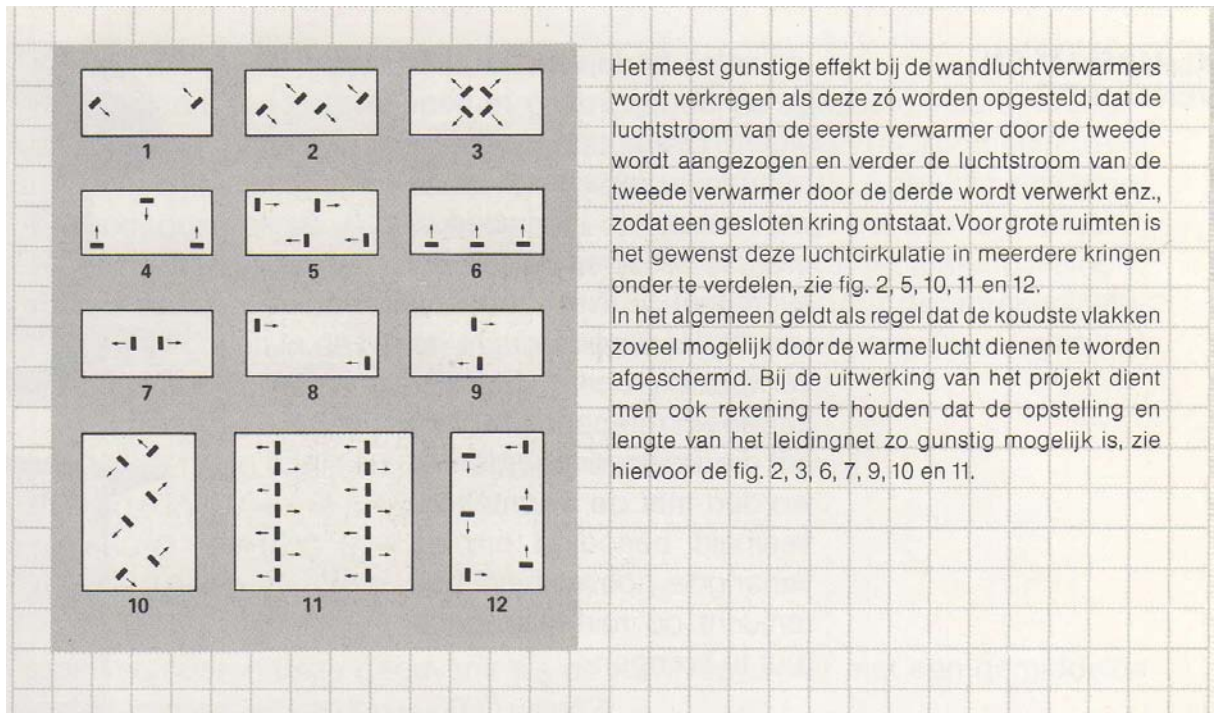 1 2 3
4 5 6
7 8 9
10 11 12
Het meest gunstige effekt bij de wandluchtverwarmers
wordt verkregen als deze zó worden opgesteld, dat de
luchtstroom van de eerste verwarmer door de tweede
wordt aangezogen en verder de luchtstroom van de
tweede verwarmer door de derde wordt verwerkt enz.,
zodat een gesloten kring ontstaat. Voor grote ruimten is
het gewenst deze luchtcirkulatie in meerdere kringen
onder te verdelen, zie fig. 2, 5, 10, 11 en 12.
In het algemeen geldt als regel dat de koudste vlakken
zoveel mogelijk door de warme lucht dienen te worden
afgeschermd. Bij de uitwerking van het projekt dient
men ook rekening te houden dat de opstelling en
lengte van het leidingnet zo gunstig mogelijk is, zie
hiervoor de fig. 2, 3, 6, 7, 9, 10 en 11.